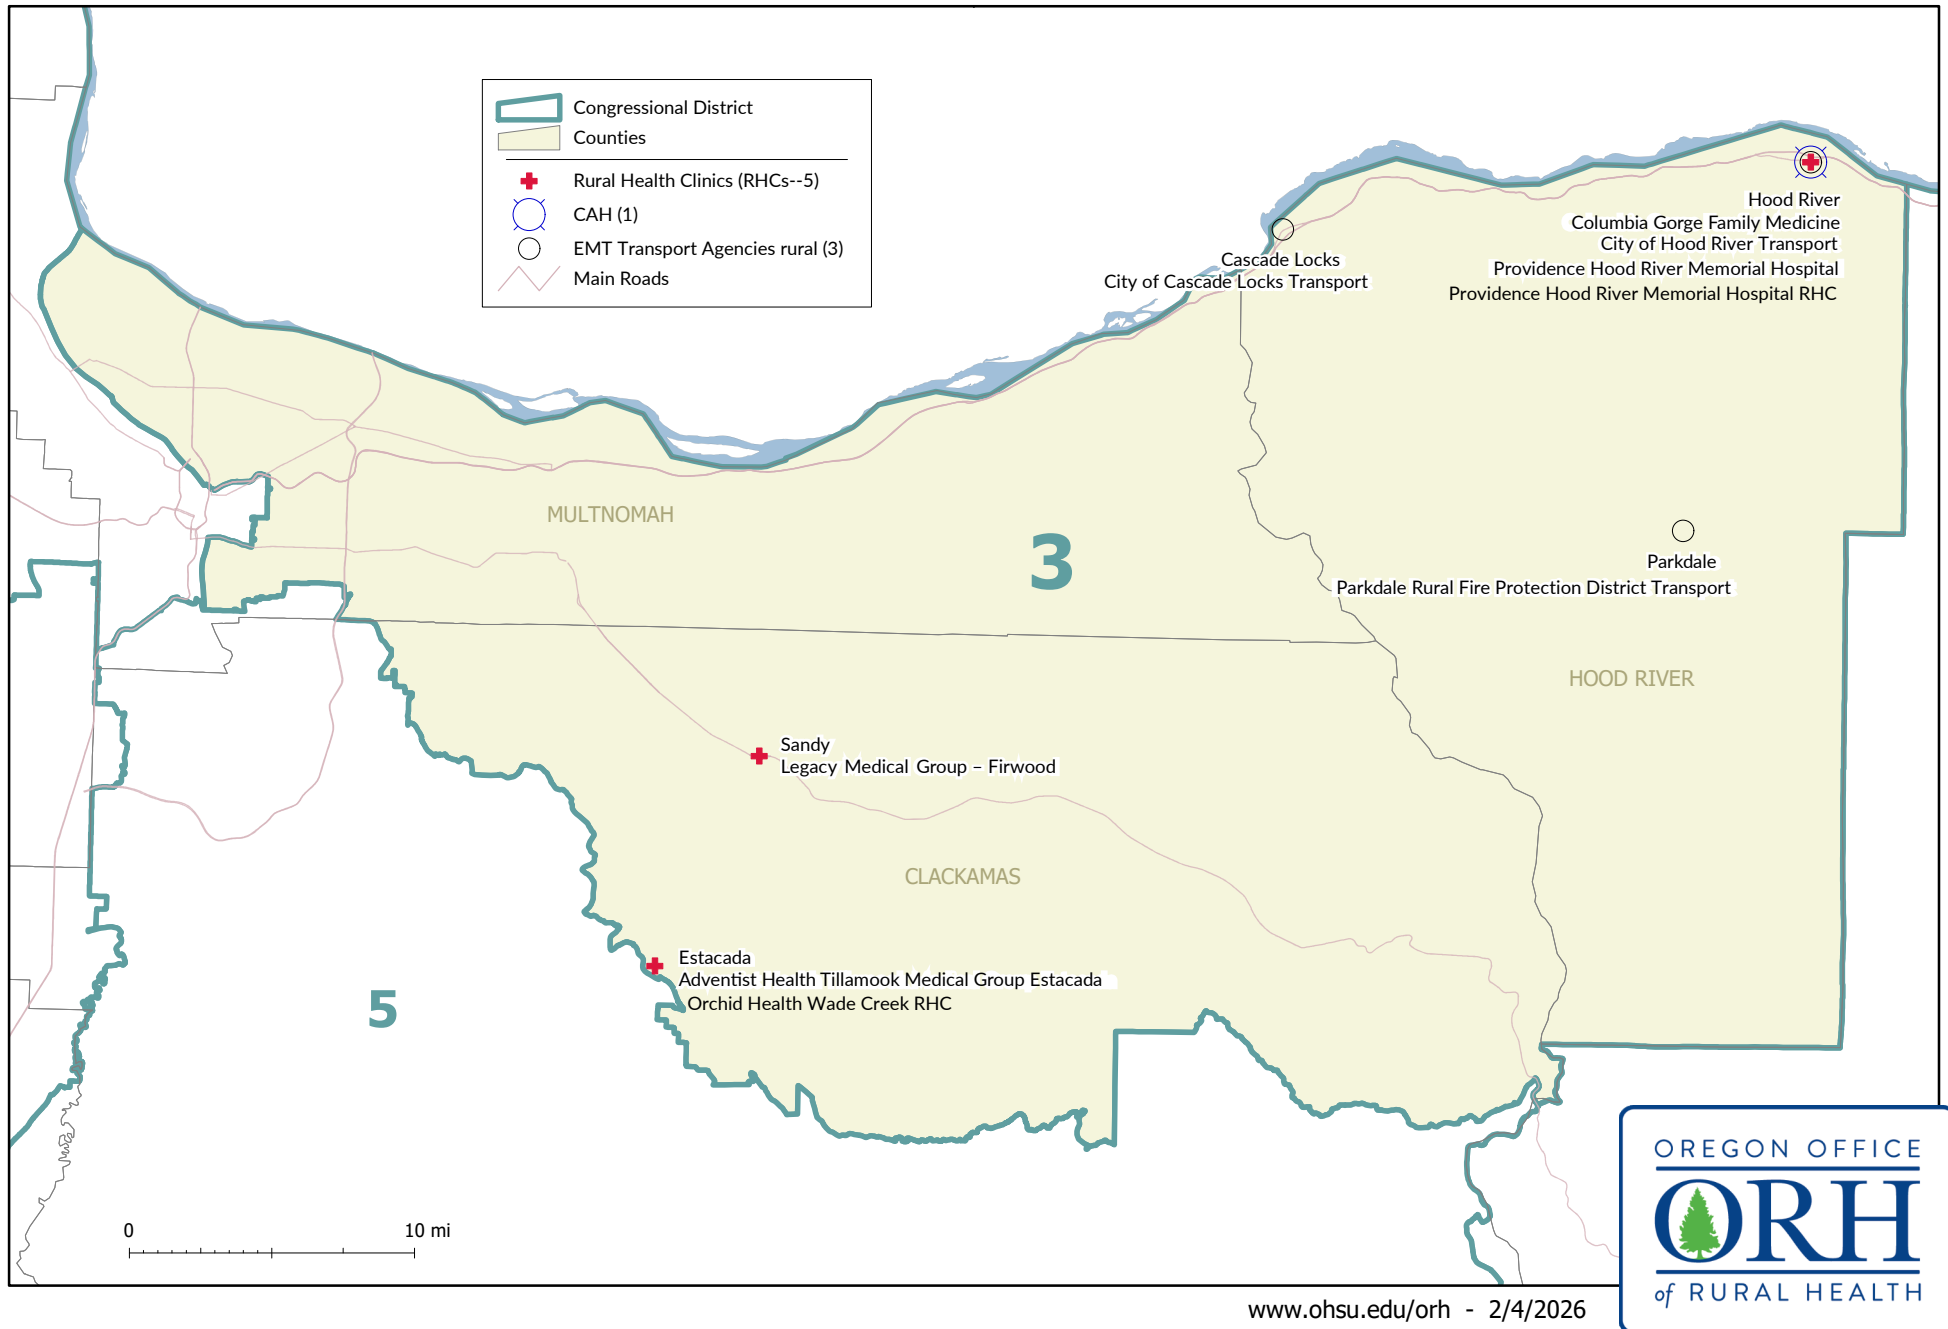 Congressional District
Counties
Rural Health Clinics (RHCs--5)
CAH (1)
EMT Transport Agencies rural (3)
Main Roads
Hood River
Columbia Gorge Family Medicine
City of Hood River Transport
Providence Hood River Memorial Hospital
Providence Hood River Memorial Hospital RHC
Cascade Locks
City of Cascade Locks Transport
MULTNOMAH
3
Parkdale
Parkdale Rural Fire Protection District Transport
HOOD RIVER
Sandy
Legacy Medical Group – Firwood
CLACKAMAS
Estacada
Adventist Health Tillamook Medical Group Estacada
Orchid Health Wade Creek RHC
5
0 10 mi
OREGON OFFICE
ORH
of RURAL HEALTH
www.ohsu.edu/orh - 2/4/2026